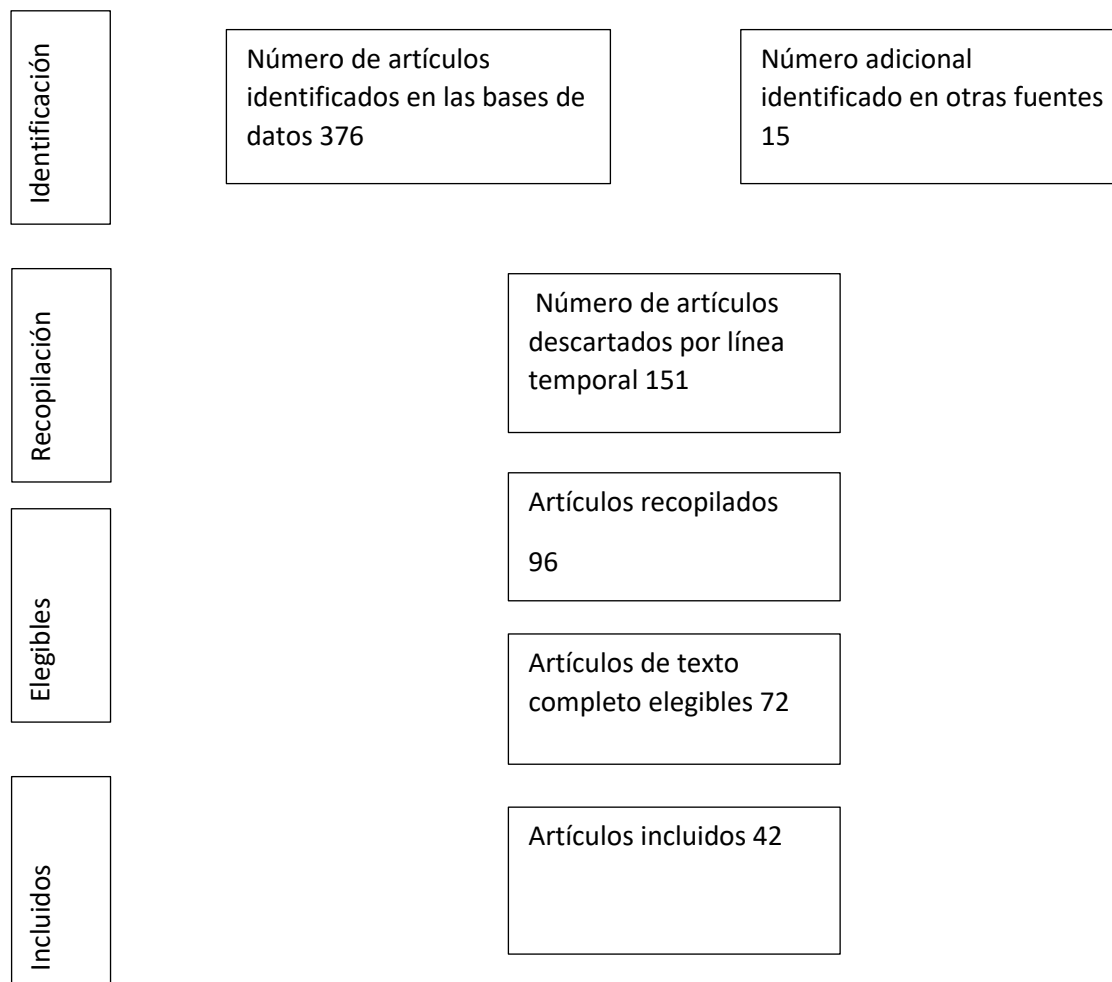 Identificación
Número de artículos
identificados en las bases de
datos 376
Número adicional
identificado en otras fuentes
15
Recopilación
Número de artículos
descartados por línea
temporal 151
Artículos recopilados
96
Elegibles
Artículos de texto
completo elegibles 72
Incluidos
Artículos incluidos 42